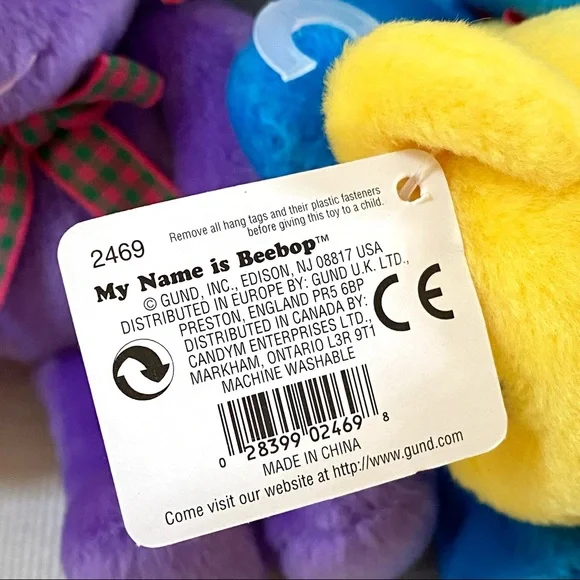 2469
Remove all hang tags and their plastic fasteners
before giving this toy to a child.
My Name is Beebop™
© GUND, INC., EDISON, NJ 08817 USA
DISTRIBUTED IN EUROPE BY: GUND U.K. LTD.,
PRESTON, ENGLAND PR5 6BP
DISTRIBUTED IN CANADA BY:
CANDYM ENTERPRISES LTD.,
MARKHAM, ONTARIO L3R 9T1
MACHINE WASHABLE
CE
0 28399 02469 8
MADE IN CHINA
Come visit our website at http://www.gund.com